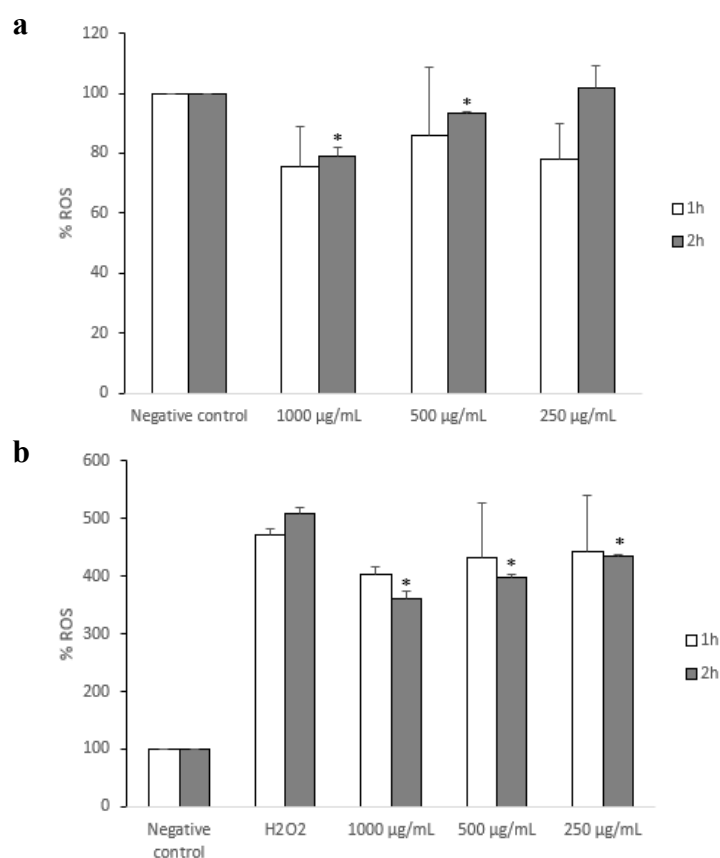 a
120
100
80
60
40
20
0
% ROS
*
*
Negative control 1000 µg/mL 500 µg/mL 250 µg/mL
1h
2h
b
600
500
400
300
200
100
0
% ROS
*
*
*
Negative control H2O2 1000 µg/mL 500 µg/mL 250 µg/mL
1h
2h